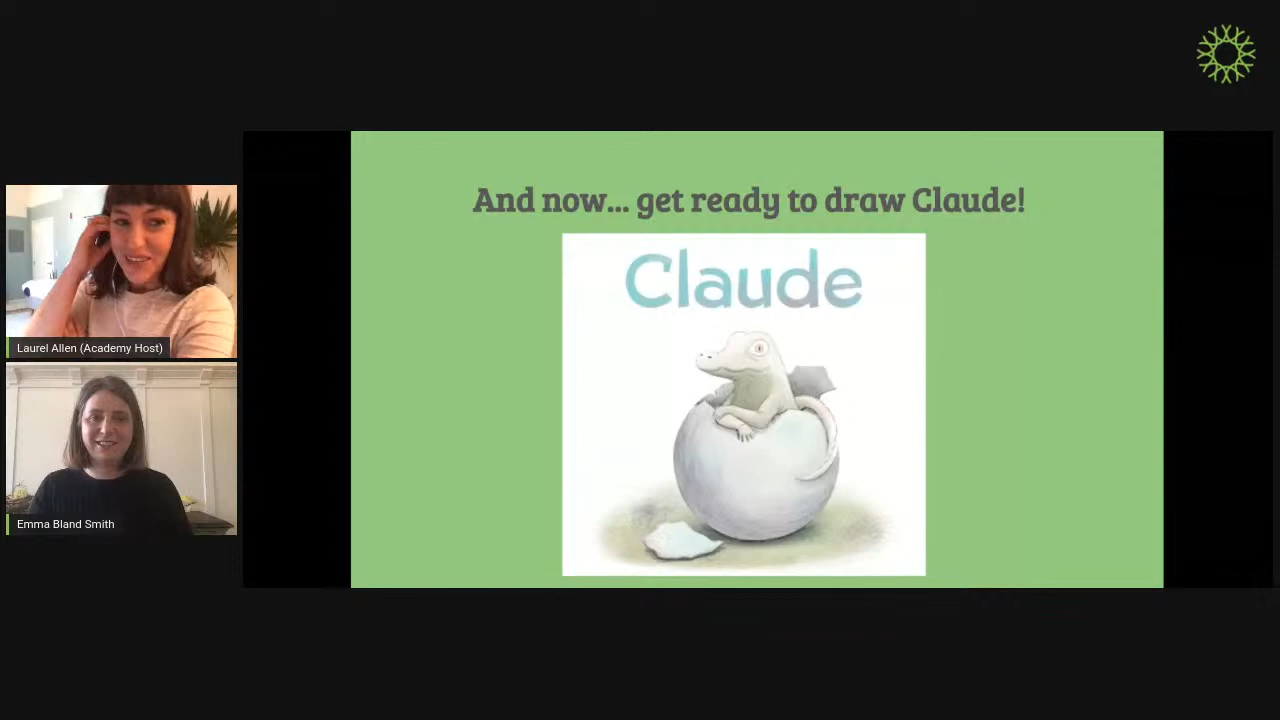 And now... get ready to draw Claude!
Claude
Laurel Allen (Academy Host)
Emma Bland Smith